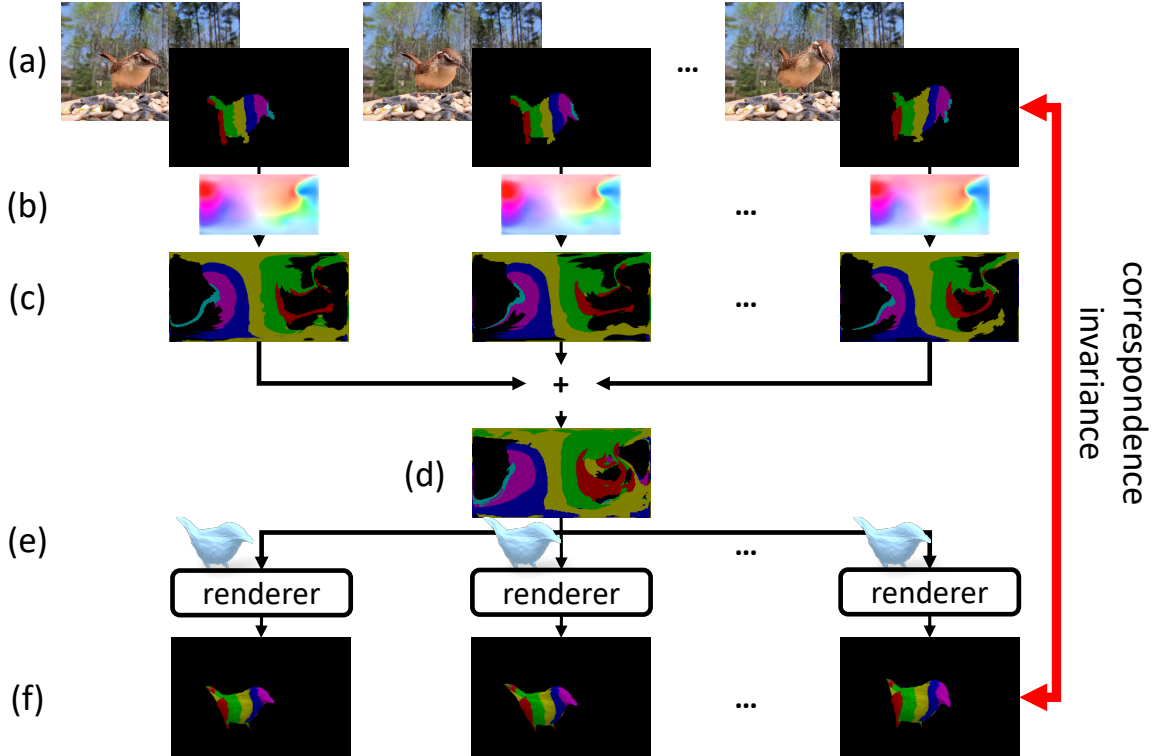 (a)
...
(b)
...
(c)
...
+
(d)
(e)
...
renderer renderer renderer
(f)
...
correspondence
invariance